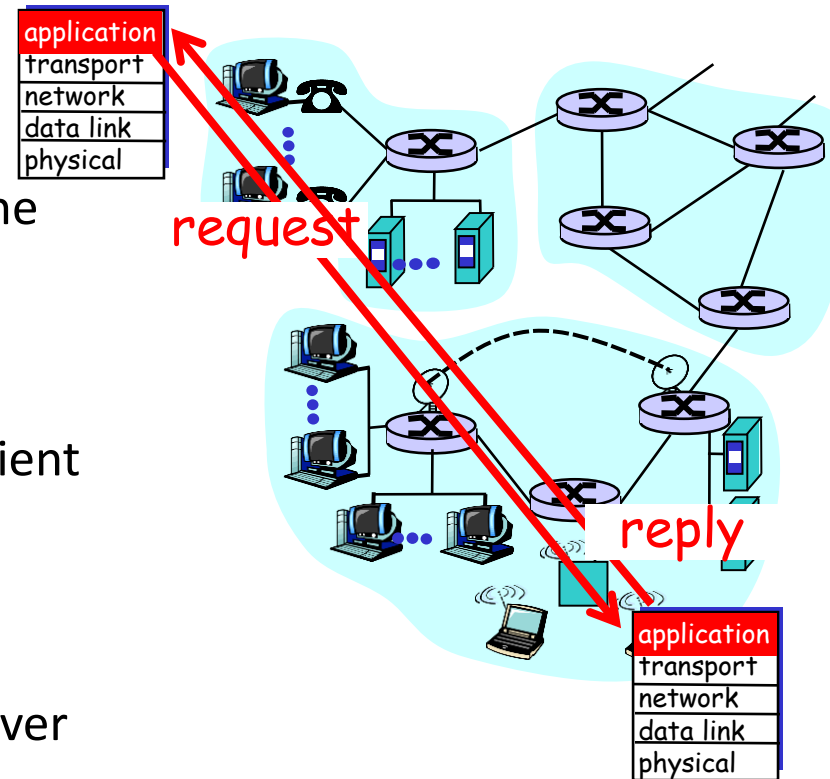 application
transport
network
data link
physical
request
reply
application
transport
network
data link
physical